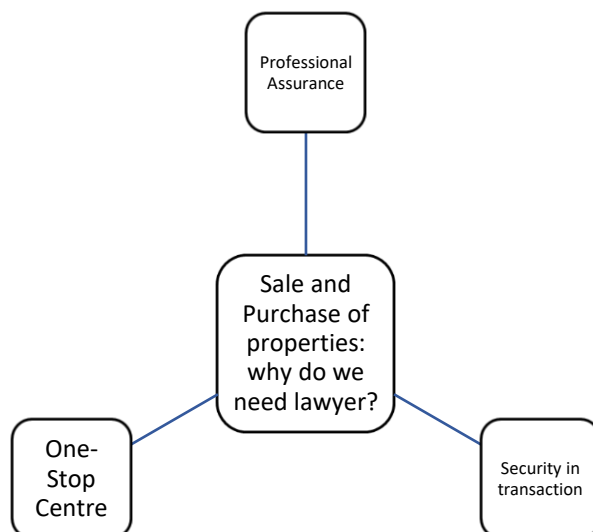 Professional
Assurance
Sale and
Purchase of
properties:
why do we
need lawyer?
One-
Stop
Centre
Security in
transaction